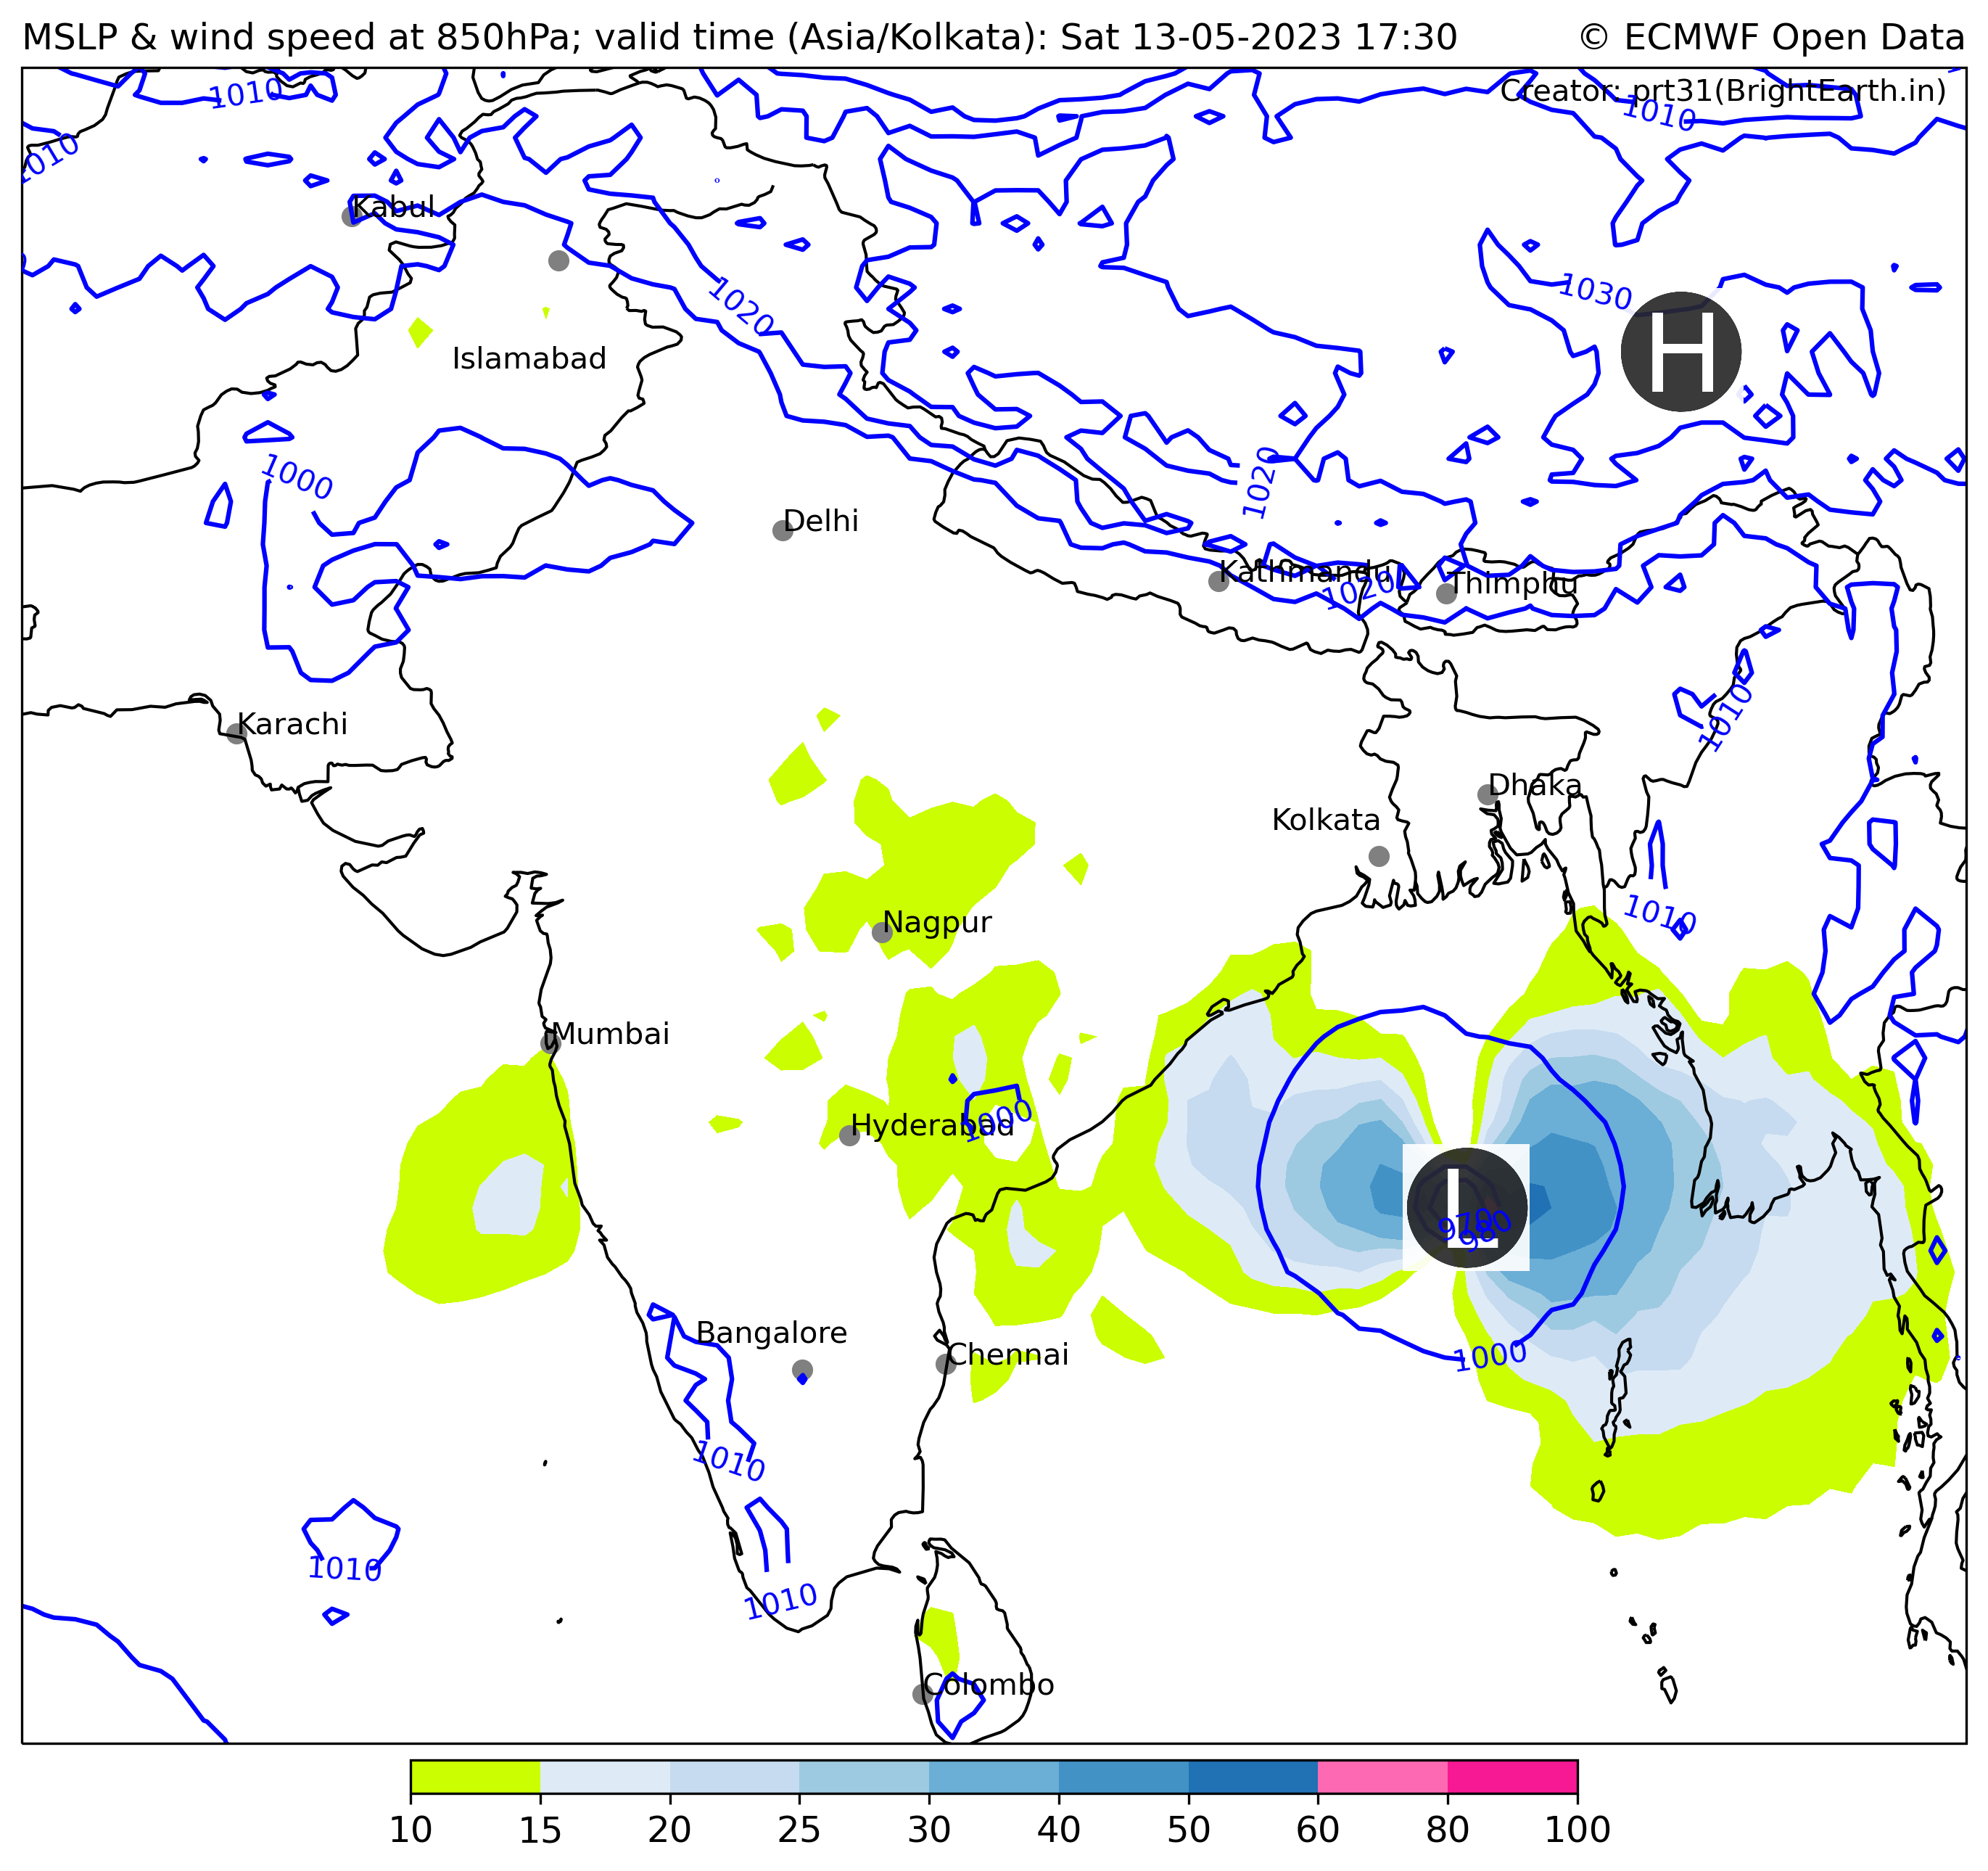 MSLP & wind speed at 850hPa; valid time (Asia/Kolkata): Sat 13-05-2023 17:30
© ECMWF Open Data
Creator: prt31(BrightEarth.in)
1010
1010
1010
Kabul
1020
1030
H
Islamabad
1000
1020
Delhi
Kathmandu
Thimphu
1020
1010
Karachi
Dhaka
Kolkata
1010
Nagpur
Mumbai
Hyderabad
1000
L
970
980
Bangalore
Chennai
1000
1010
1010
1010
Colombo
10 15 20 25 30 40 50 60 80 100